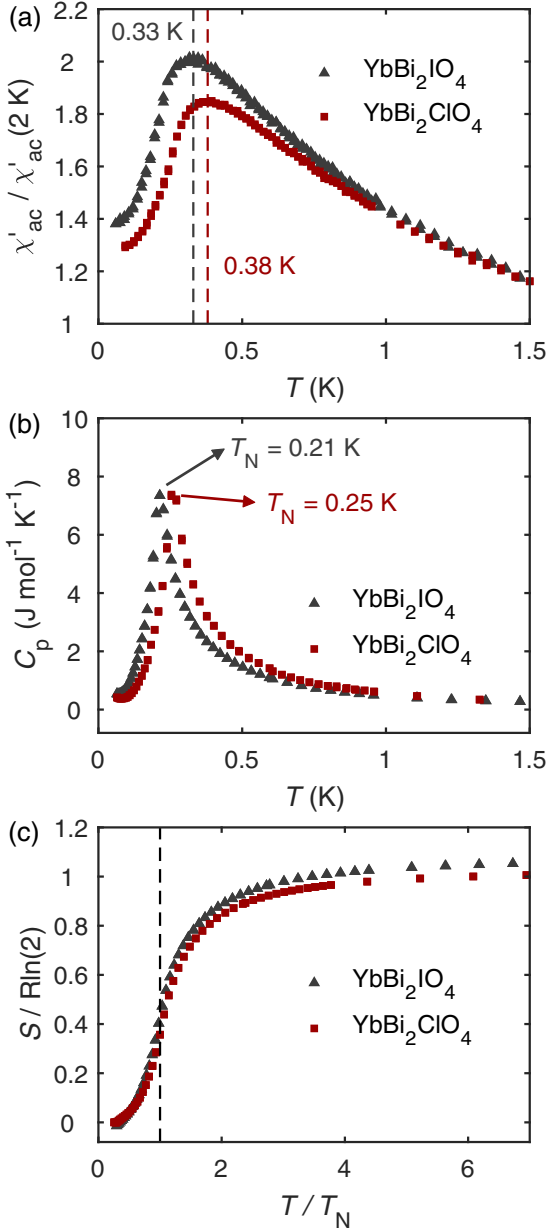 (a)
0.33 K
2
1.8
1.6
1.4
1.2
1
χ'ac / χ'ac(2 K)
YbBi₂IO₄
YbBi₂ClO₄
0.38 K
0
0.5
1
1.5
T (K)
(b)
10
8
6
4
2
0
Cp (J mol⁻¹ K⁻¹)
TN = 0.21 K
TN = 0.25 K
YbBi₂IO₄
YbBi₂ClO₄
0
0.5
1
1.5
T (K)
(c)
1.2
1
0.8
0.6
0.4
0.2
0
S / Rln(2)
YbBi₂IO₄
YbBi₂ClO₄
0
2
4
6
T / TN